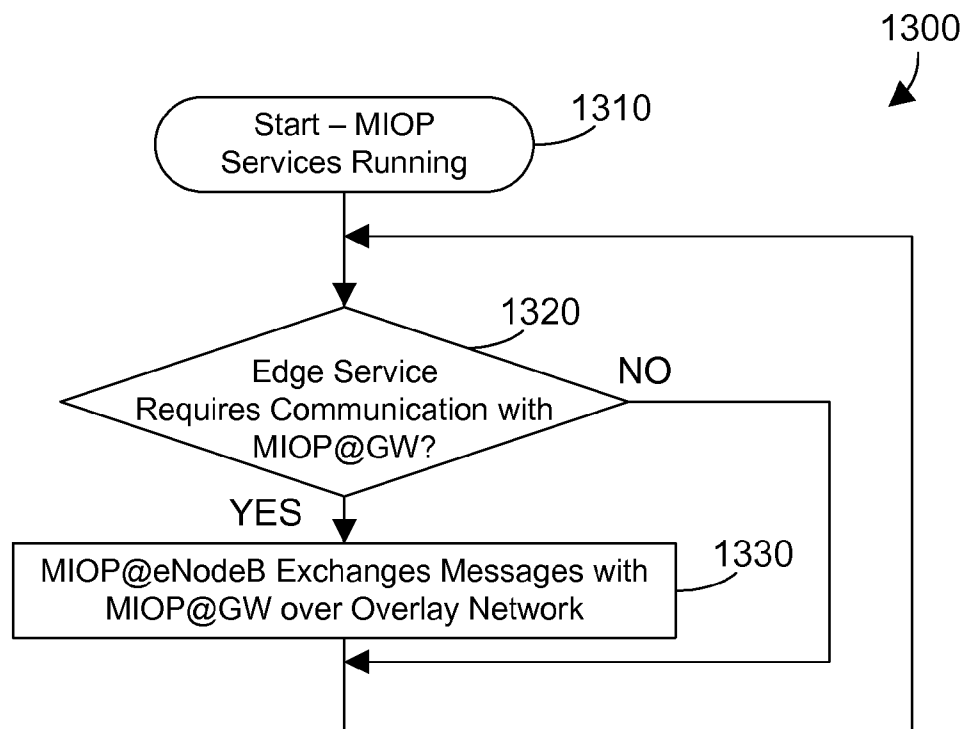 1300
Start – MIOP
Services Running
1310
1320
Edge Service
Requires Communication with
MIOP@GW?
NO
YES
MIOP@eNodeB Exchanges Messages with
MIOP@GW over Overlay Network
1330